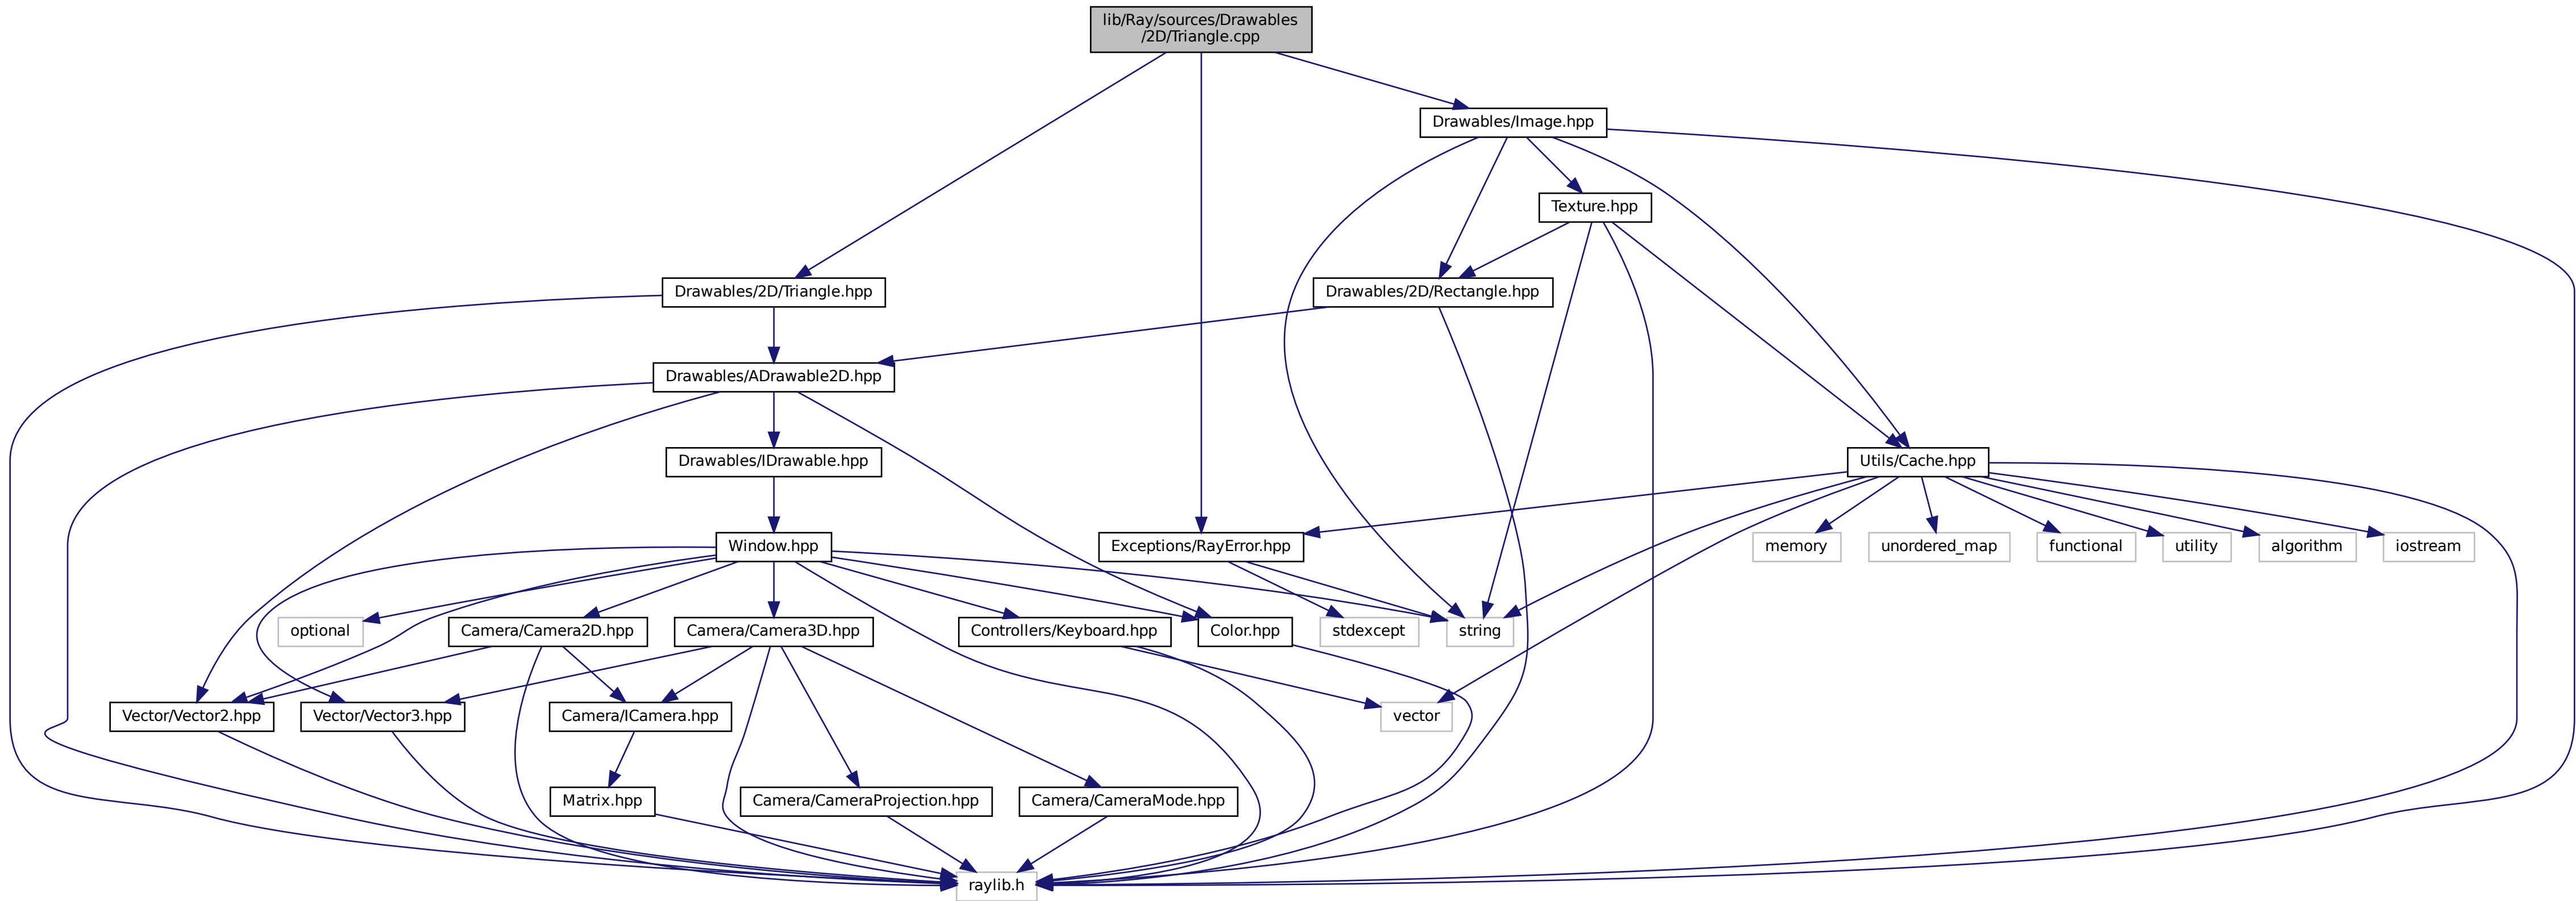 lib/Ray/sources/Drawables
/2D/Triangle.cpp
Drawables/Image.hpp
Texture.hpp
Drawables/2D/Triangle.hpp
Drawables/2D/Rectangle.hpp
Drawables/ADrawable2D.hpp
Drawables/IDrawable.hpp
Utils/Cache.hpp
Window.hpp
Exceptions/RayError.hpp
memory
unordered_map
functional
utility
algorithm
iostream
optional
Camera/Camera2D.hpp
Camera/Camera3D.hpp
Controllers/Keyboard.hpp
Color.hpp
stdexcept
string
Vector/Vector2.hpp
Vector/Vector3.hpp
Camera/ICamera.hpp
vector
Matrix.hpp
Camera/CameraProjection.hpp
Camera/CameraMode.hpp
raylib.h